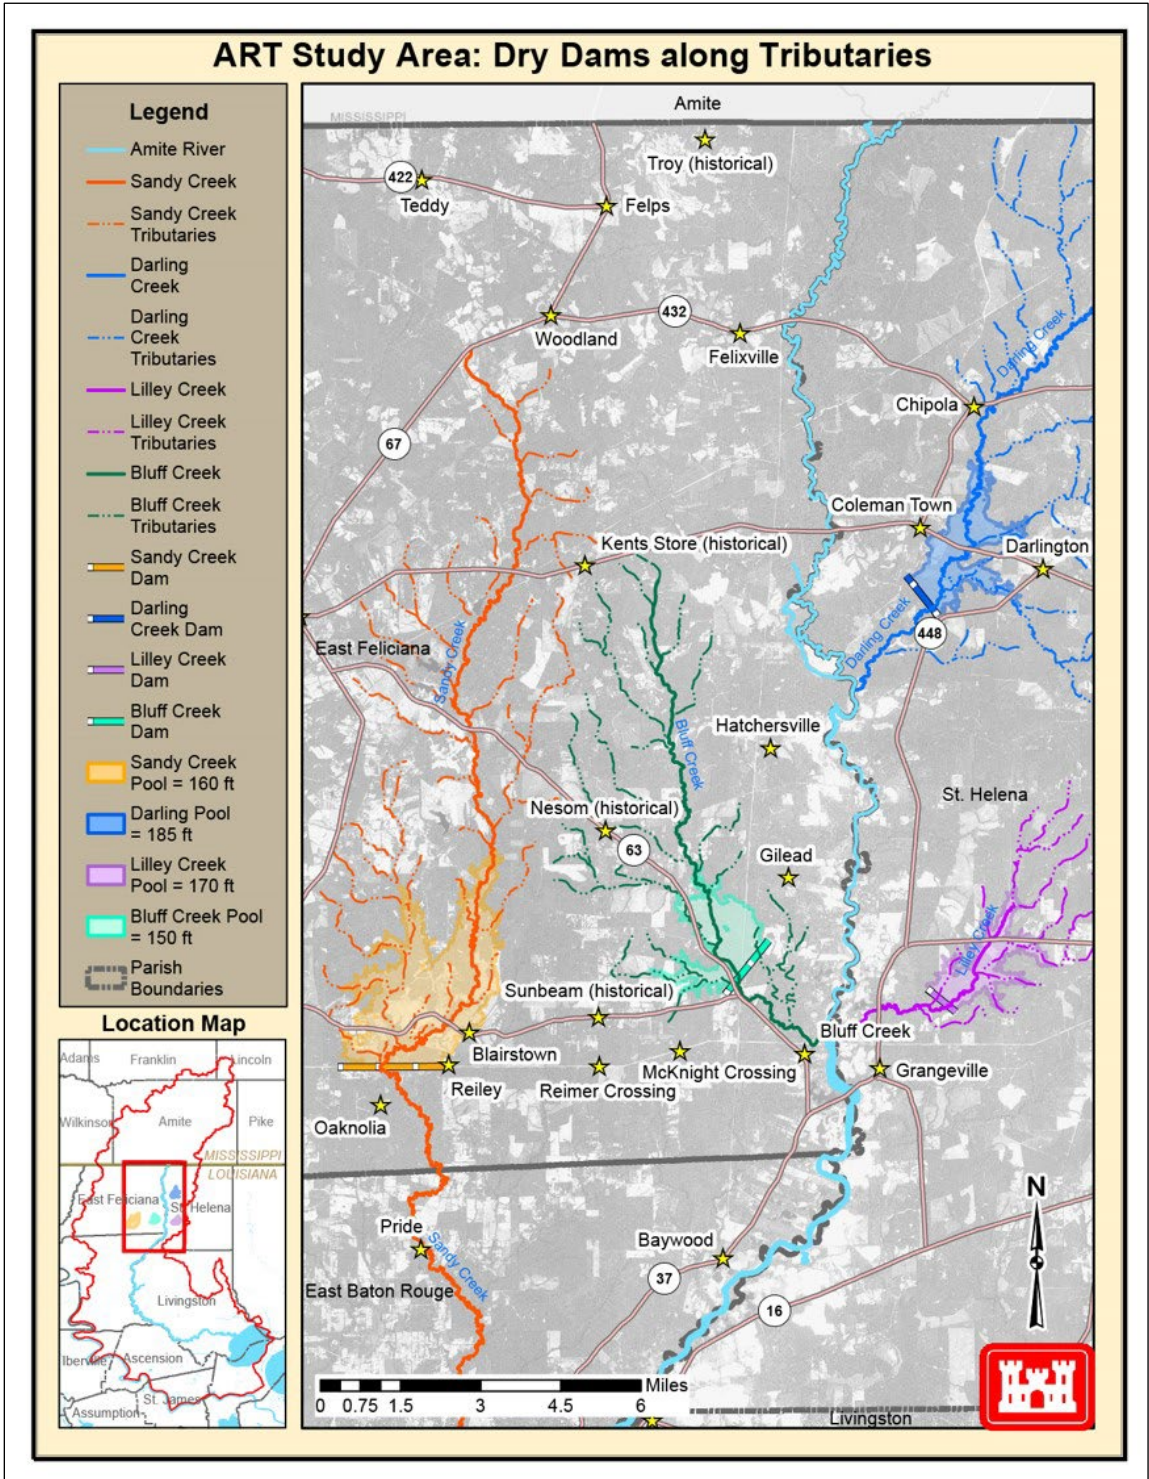 ART Study Area: Dry Dams along Tributaries
Legend
Amite River
Sandy Creek
Sandy Creek
Tributaries
Darling
Creek
Darling
Creek
Tributaries
Lilley Creek
Lilley Creek
Tributaries
Bluff Creek
Bluff Creek
Tributaries
Sandy Creek
Dam
Darling
Creek Dam
Lilley Creek
Dam
Bluff Creek
Dam
Sandy Creek
Pool = 160 ft
Darling Pool
= 185 ft
Lilley Creek
Pool = 170 ft
Bluff Creek Pool
= 150 ft
Parish
Boundaries
Location Map
Adams
Franklin
Lincoln
Wilkinson
Amite
Pike
MISSISSIPPI
LOUISIANA
East Feliciana
St. Helena
Livingston
Iberville
Ascension
St. James
Assumption
MISSISSIPPI
Amite
Troy (historical)
422
Teddy
Felps
432
Woodland
Felixville
Darling Creek
Chipola
67
Coleman Town
Kents Store (historical)
Darlington
Darling Creek
448
East Feliciana
Sandy Creek
Hatchersville
Bluff Creek
St. Helena
Nesom (historical)
63
Gilead
Lilley Creek
Sunbeam (historical)
Bluff Creek
Blairstown
McKnight Crossing
Grangeville
Reiley
Reimer Crossing
Oaknolia
N
Pride
Sandy Creek
Baywood
East Baton Rouge
37
16
Miles
0 0.75 1.5 3 4.5 6
Livingston